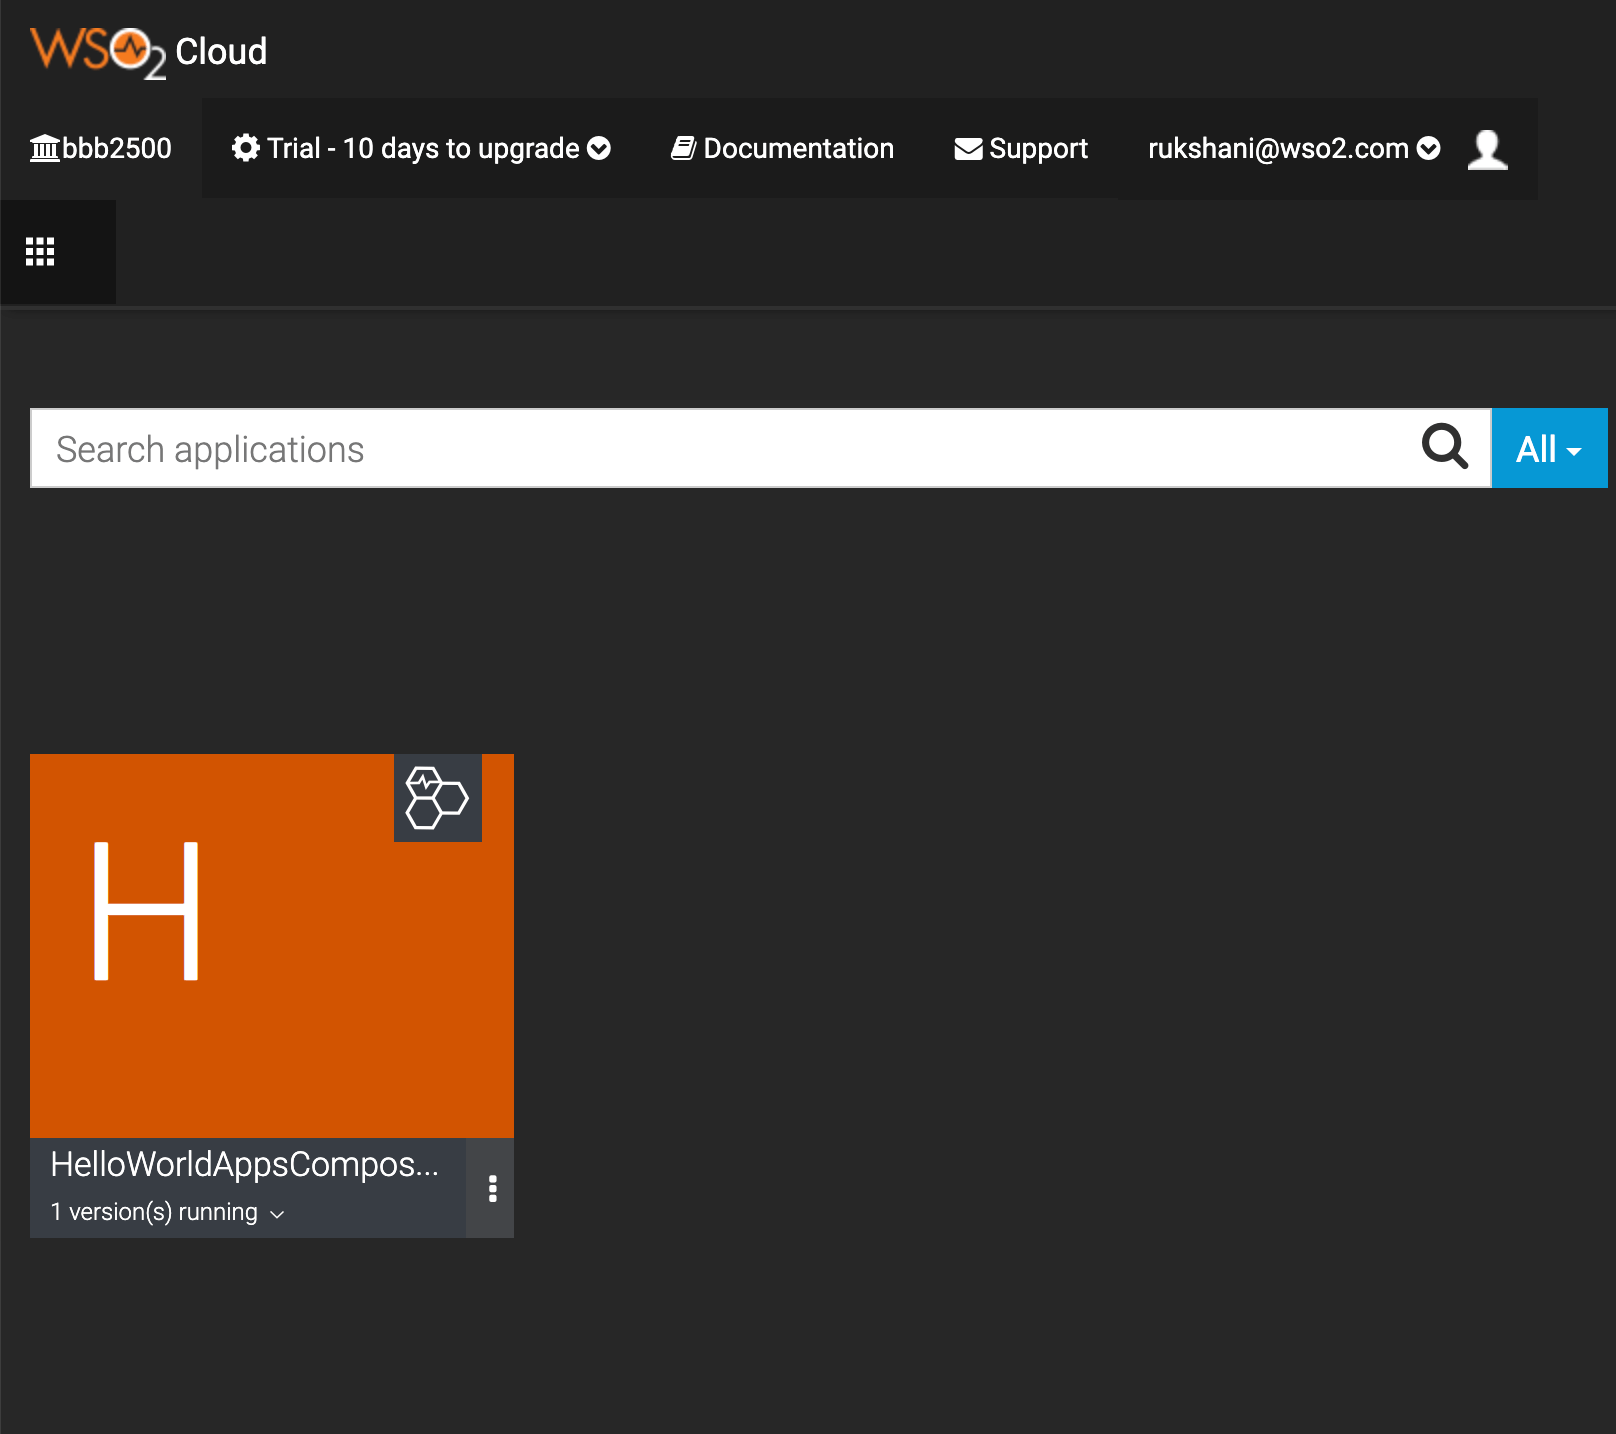 WSO2 Cloud
bbb2500 Trial - 10 days to upgrade Documentation Support rukshani@wso2.com
Search applications All
H
HelloWorldAppsCompos...
1 version(s) running